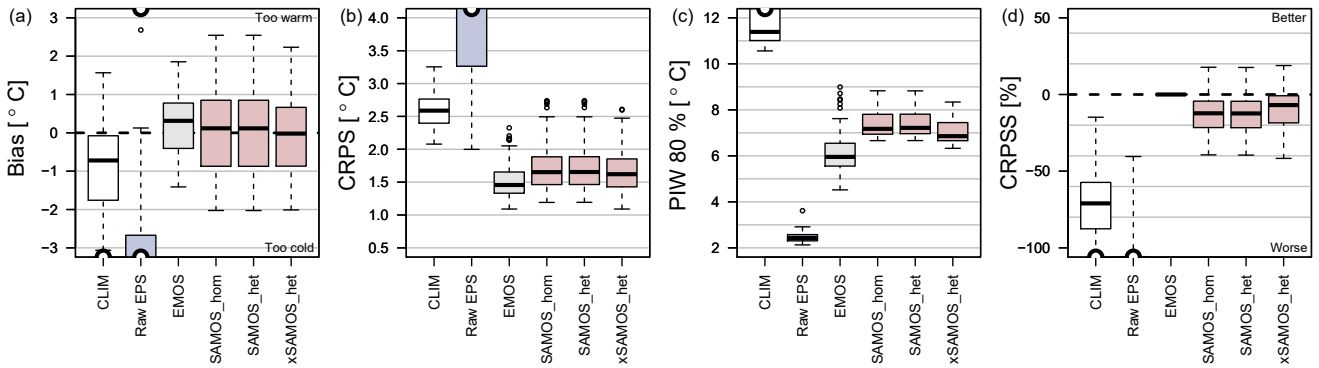 (a)
Bias [ ° C]
3
2
1
0
−1
−2
−3
Too warm
Too cold
CLIM
Raw EPS
EMOS
SAMOS_hom
SAMOS_het
xSAMOS_het
(b)
CRPS [ ° C]
4.0
3.5
3.0
2.5
2.0
1.5
1.0
0.5
CLIM
Raw EPS
EMOS
SAMOS_hom
SAMOS_het
xSAMOS_het
(c)
PIW 80 % [ ° C]
12
10
8
6
4
2
CLIM
Raw EPS
EMOS
SAMOS_hom
SAMOS_het
xSAMOS_het
(d)
CRPSS [%]
50
0
−50
−100
Better
Worse
CLIM
Raw EPS
EMOS
SAMOS_hom
SAMOS_het
xSAMOS_het